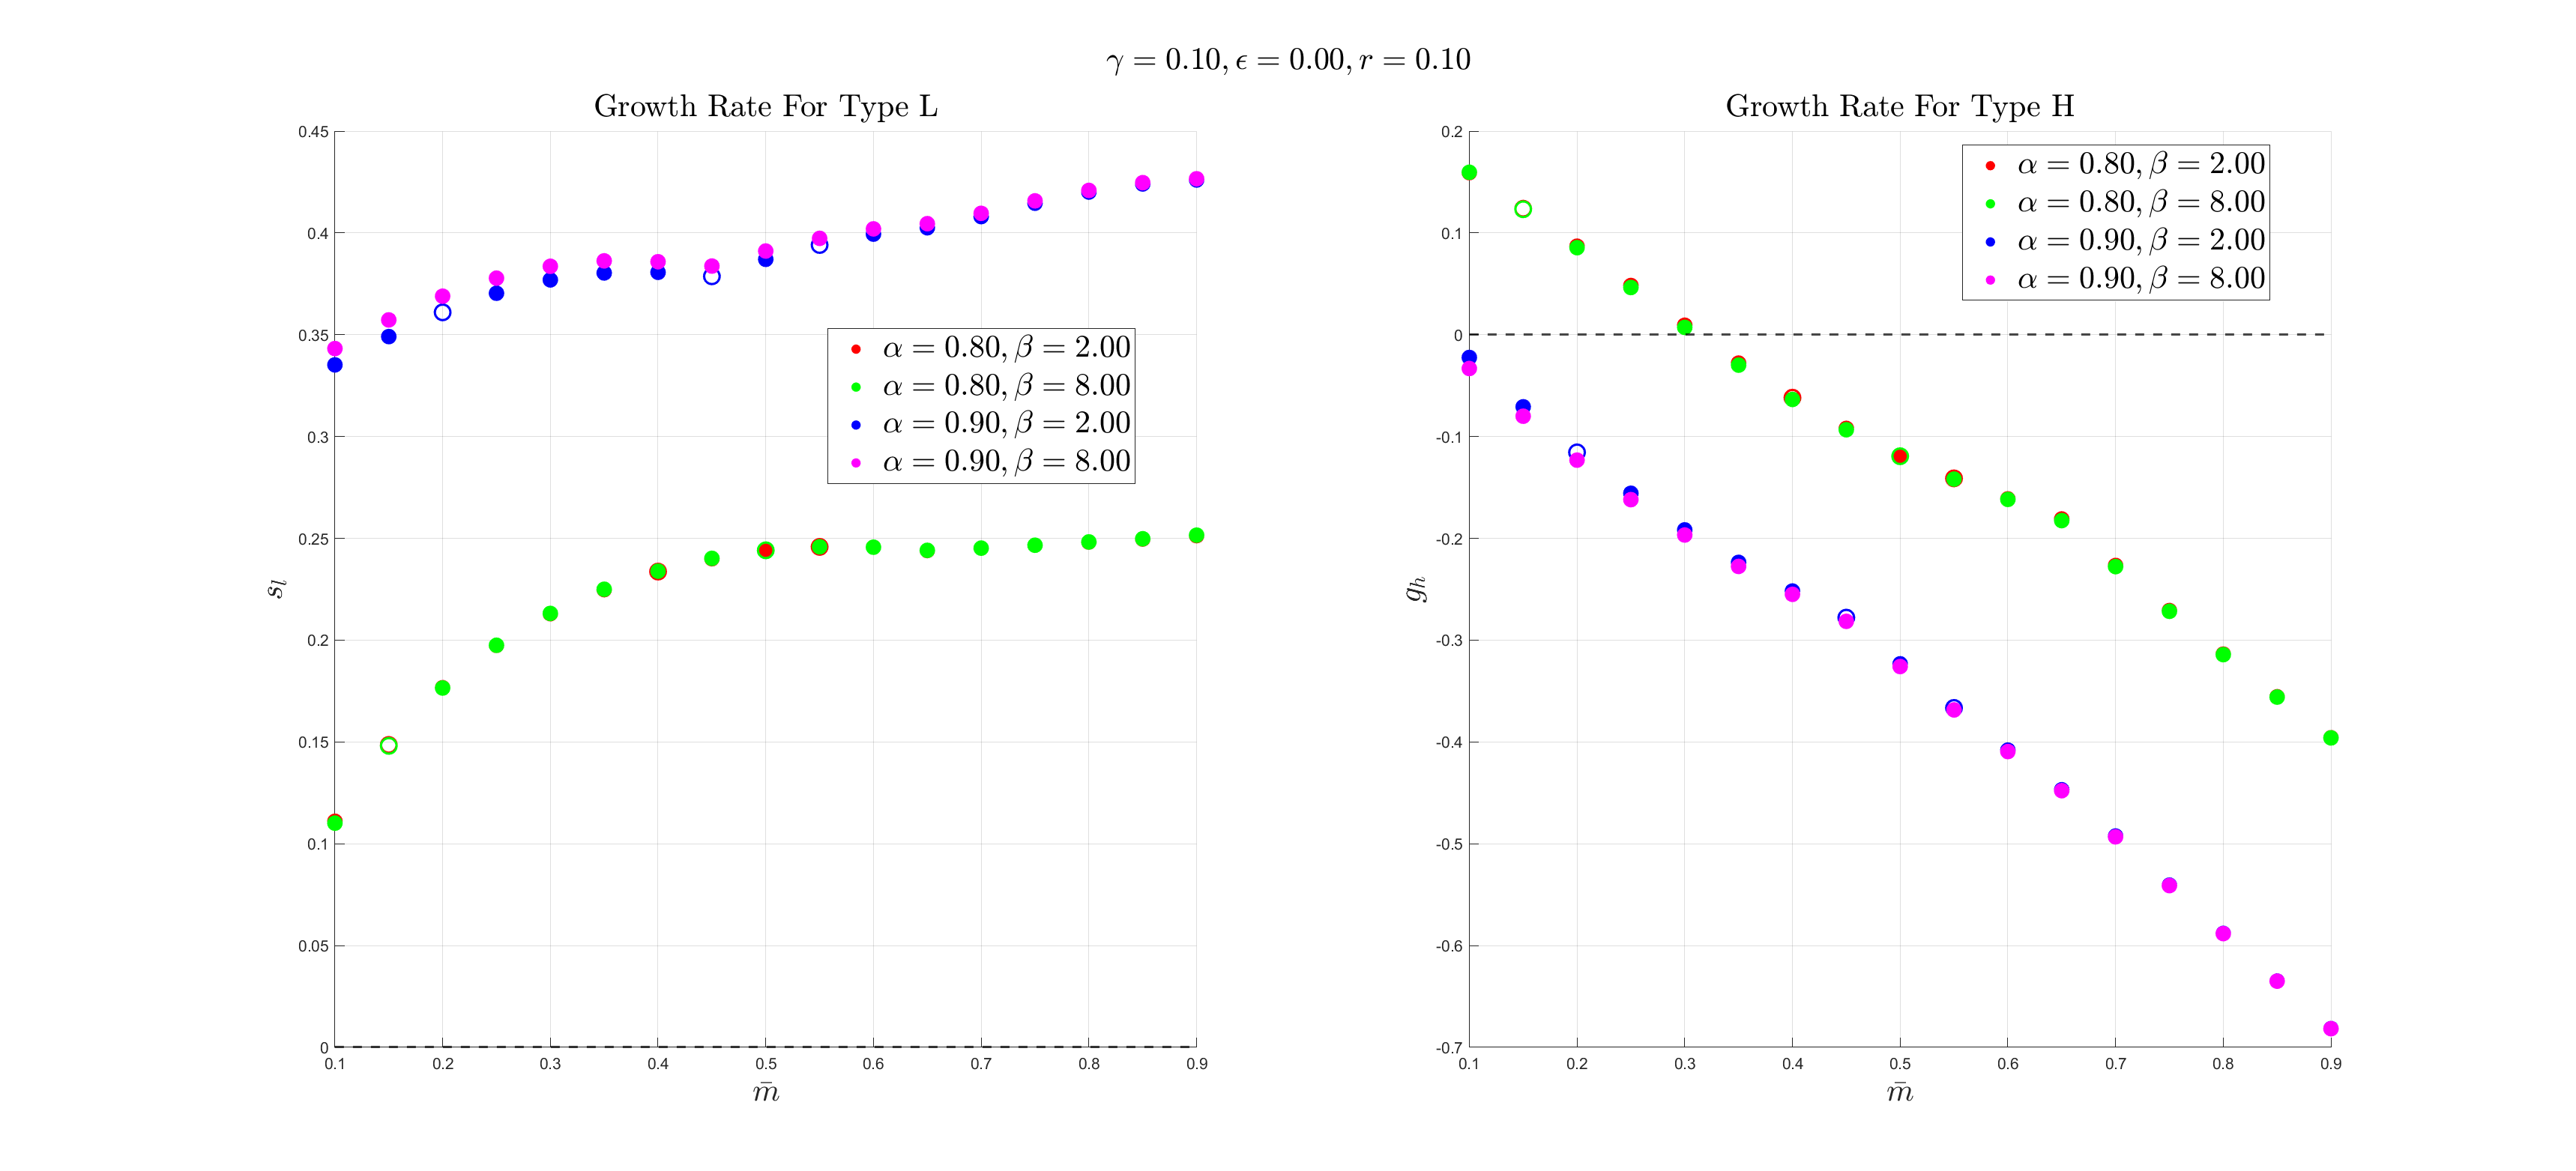 γ = 0.10, ϵ = 0.00, r = 0.10
Growth Rate For Type L
0.45
0.4
0.35
0.3
0.25
0.2
0.15
0.1
0.05
0
s_l
α = 0.80, β = 2.00
α = 0.80, β = 8.00
α = 0.90, β = 2.00
α = 0.90, β = 8.00
0.1 0.2 0.3 0.4 0.5 0.6 0.7 0.8 0.9
m̄
Growth Rate For Type H
0.2
0.1
0
-0.1
-0.2
-0.3
-0.4
-0.5
-0.6
-0.7
g_h
α = 0.80, β = 2.00
α = 0.80, β = 8.00
α = 0.90, β = 2.00
α = 0.90, β = 8.00
0.1 0.2 0.3 0.4 0.5 0.6 0.7 0.8 0.9
m̄